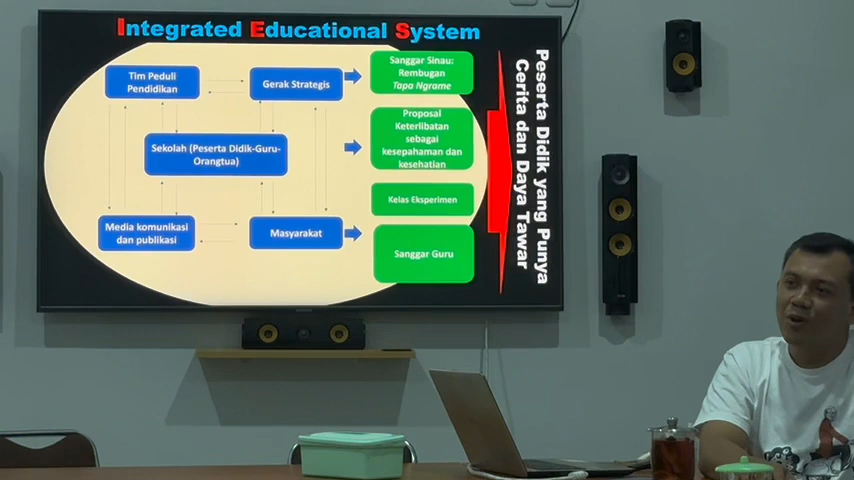 Integrated Educational System
Tim Peduli
Pendidikan
Gerak Strategis
Sekolah (Peserta Didik-Guru-
Orangtua)
Media komunikasi
dan publikasi
Masyarakat
Sanggar Sinau:
Rembugan
Tapa Ngrame
Proposal
Keterlibatan
sebagai
kesepahaman dan
kesehatian
Kelas Eksperimen
Sanggar Guru
Peserta Didik yang Punya
Cerita dan Daya Tawar